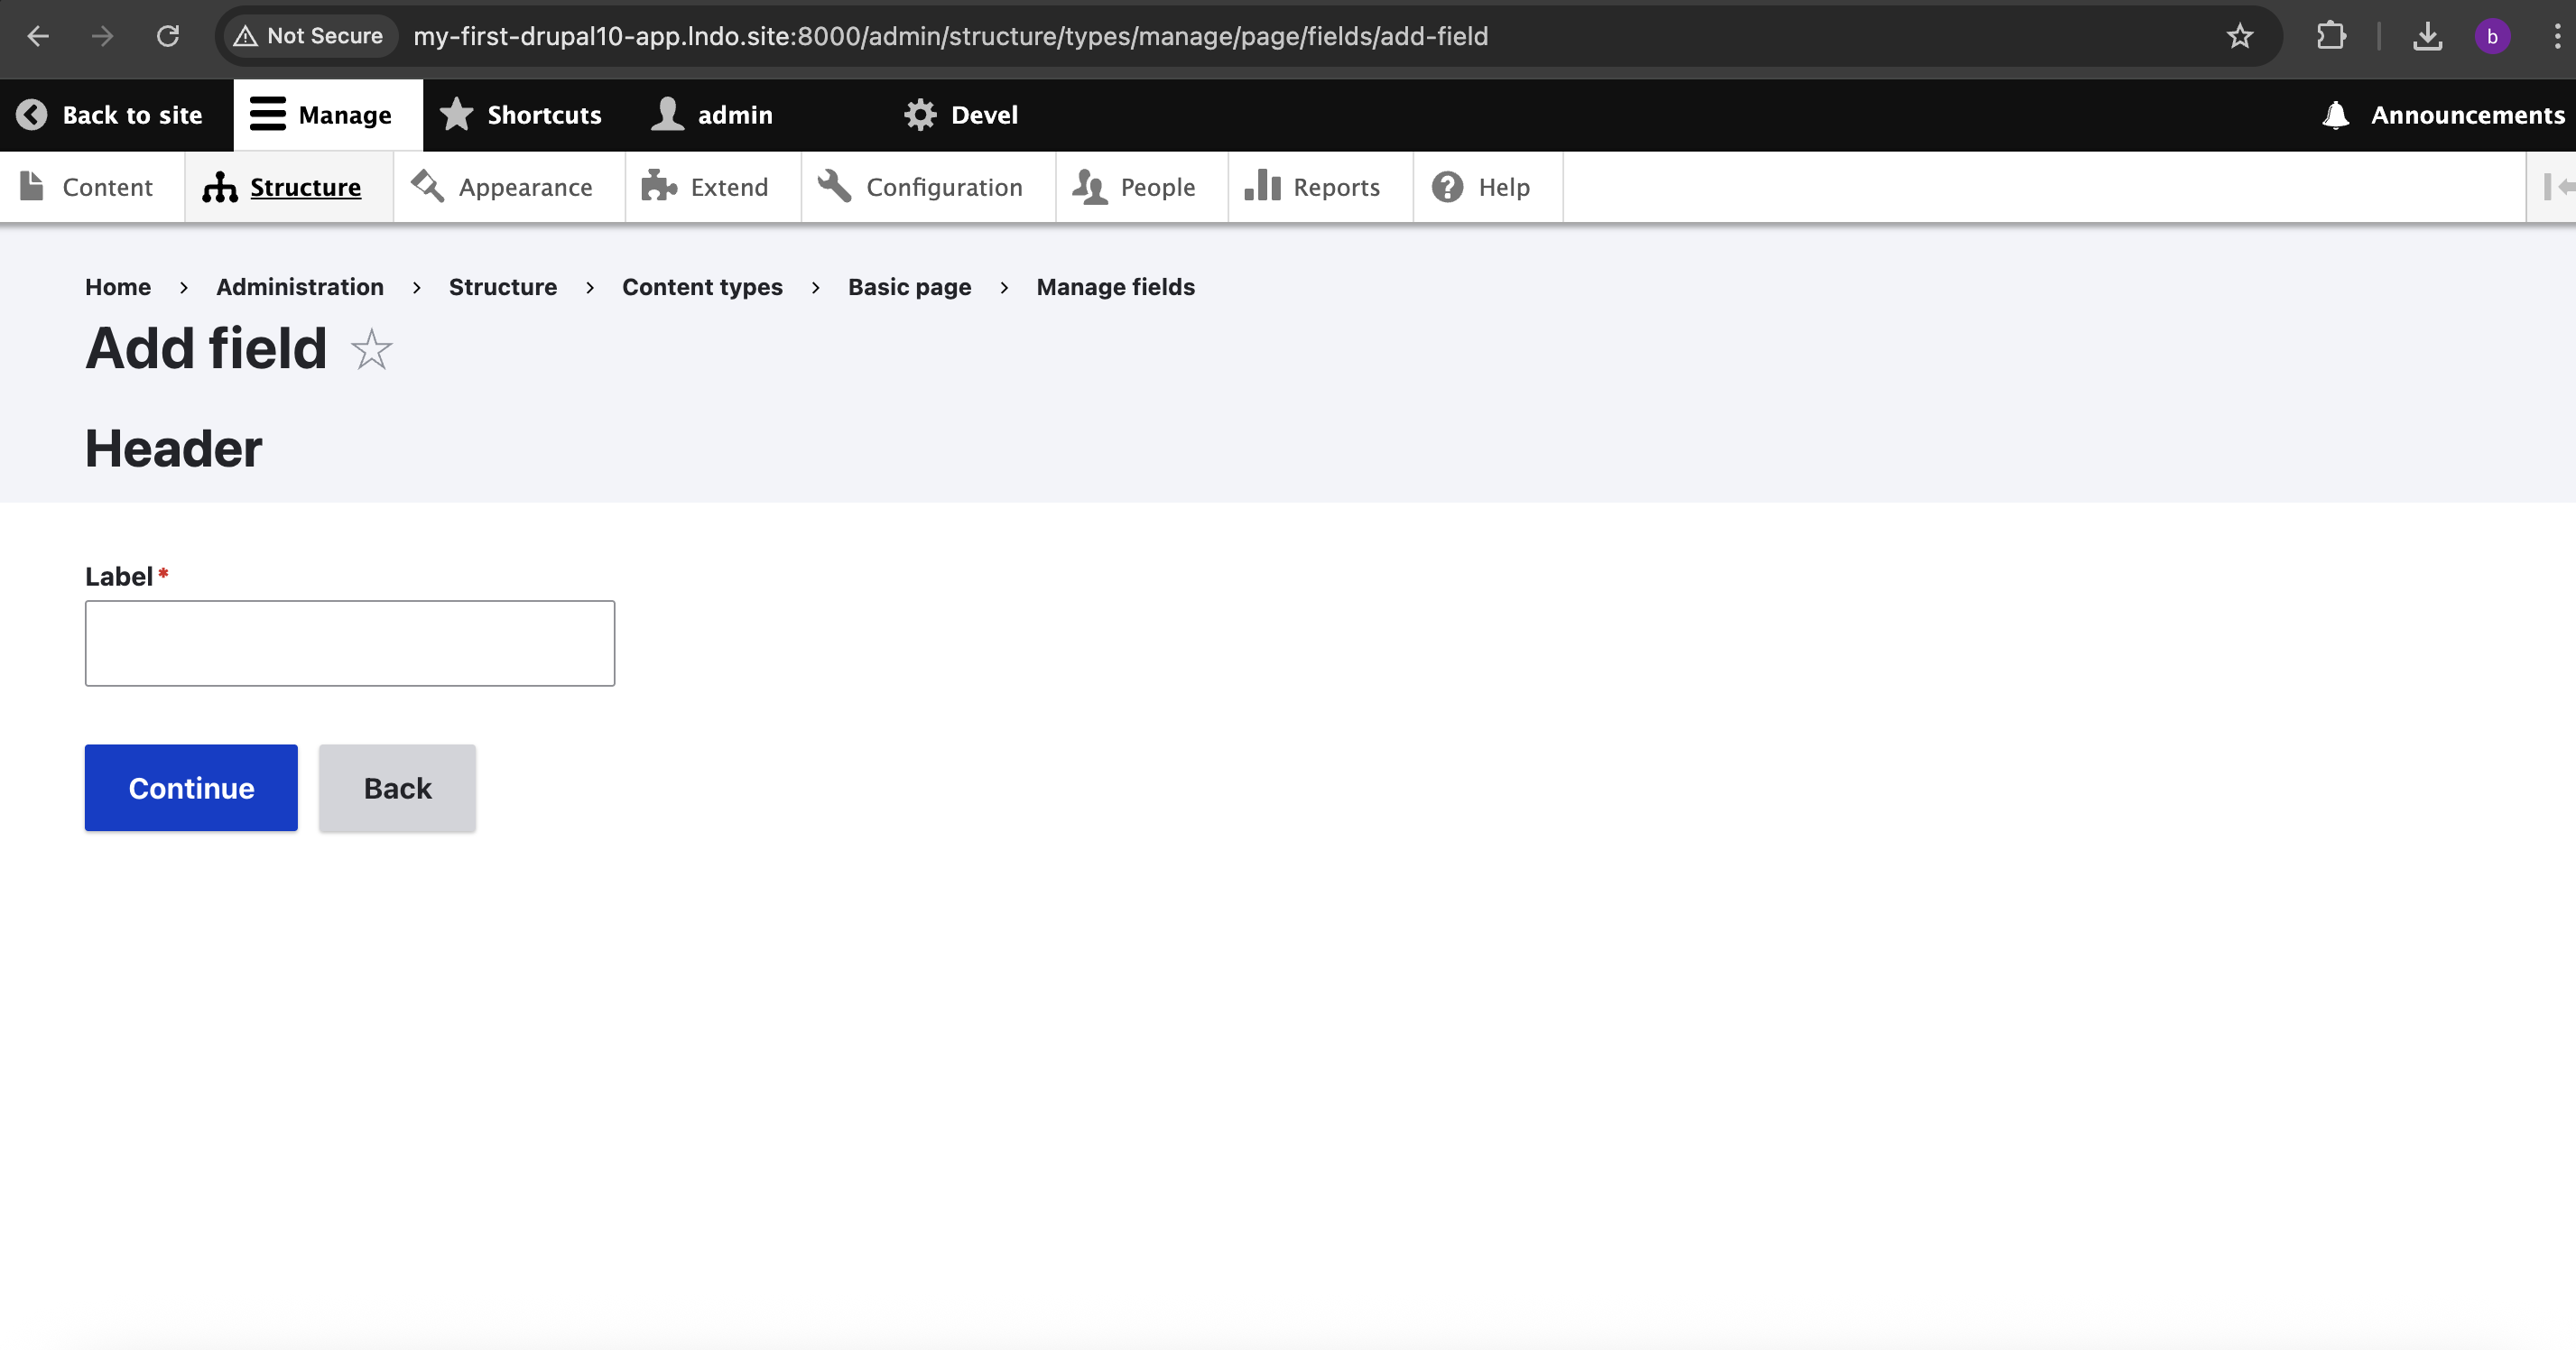 Not Secure my-first-drupal10-app.lndo.site:8000/admin/structure/types/manage/page/fields/add-field b
Back to site Manage Shortcuts admin Devel Announcements
Content Structure Appearance Extend Configuration People Reports Help
Home › Administration › Structure › Content types › Basic page › Manage fields
Add field
Header
Label*
Continue Back